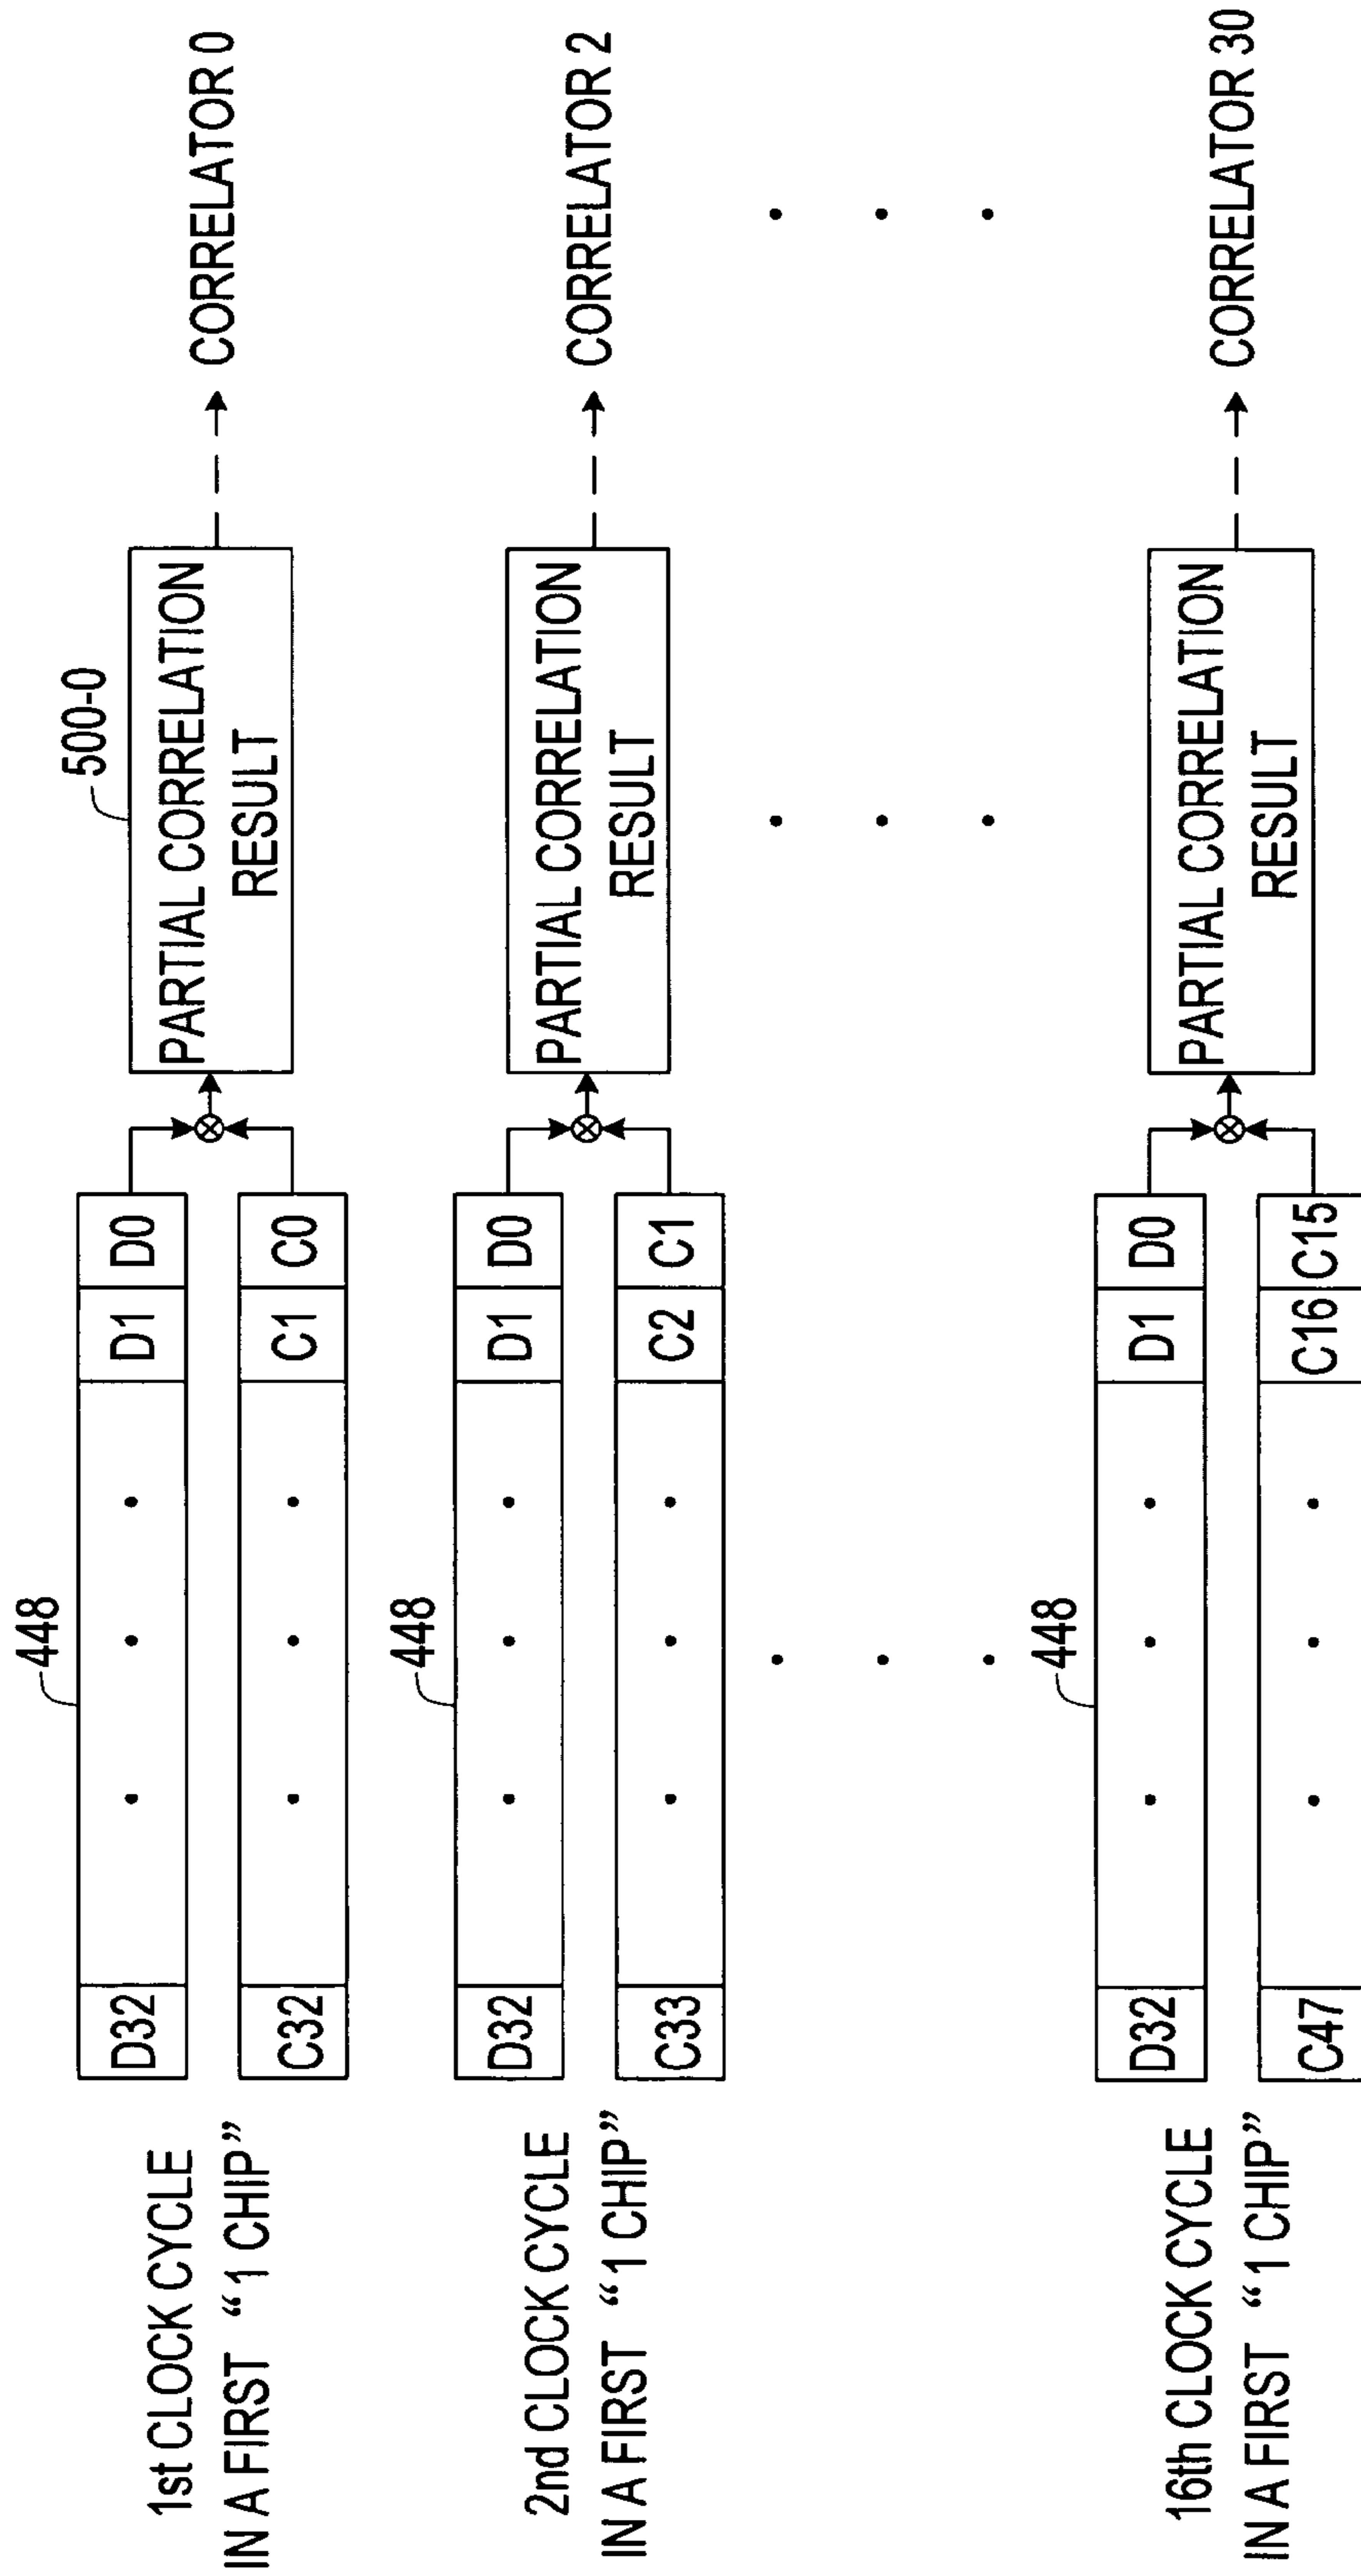 448
500-0
1st CLOCK CYCLE
IN A FIRST “1 CHIP”
D32
D1
D0
C32
C1
C0
PARTIAL CORRELATION
RESULT
CORRELATOR 0
448
2nd CLOCK CYCLE
IN A FIRST “1 CHIP”
D32
D1
D0
C33
C2
C1
PARTIAL CORRELATION
RESULT
CORRELATOR 2
448
16th CLOCK CYCLE
IN A FIRST “1 CHIP”
D32
D1
D0
C47
C16
C15
PARTIAL CORRELATION
RESULT
CORRELATOR 30